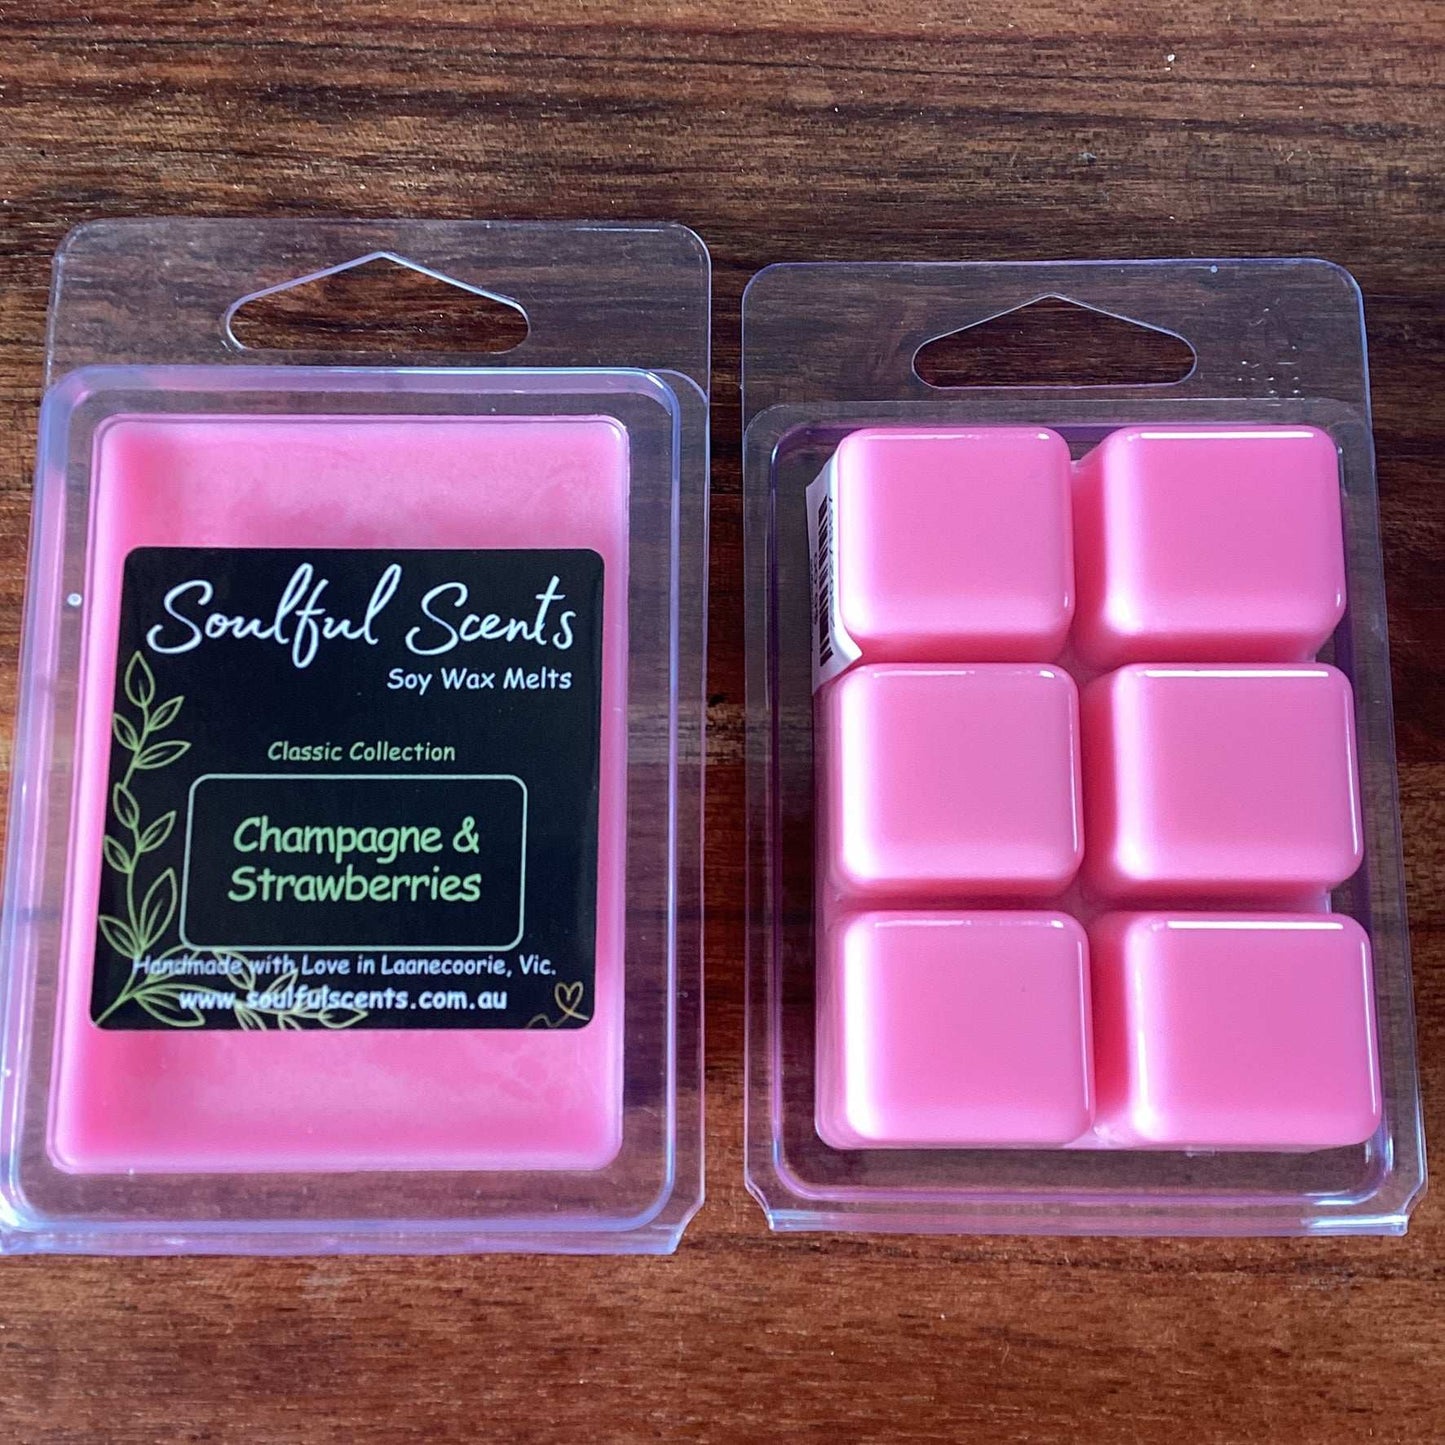 Soulful Scents
Soy Wax Melts
Classic Collection
Champagne &
Strawberries
Handmade with Love in Laanecoorie, Vic.
www.soulfulscents.com.au